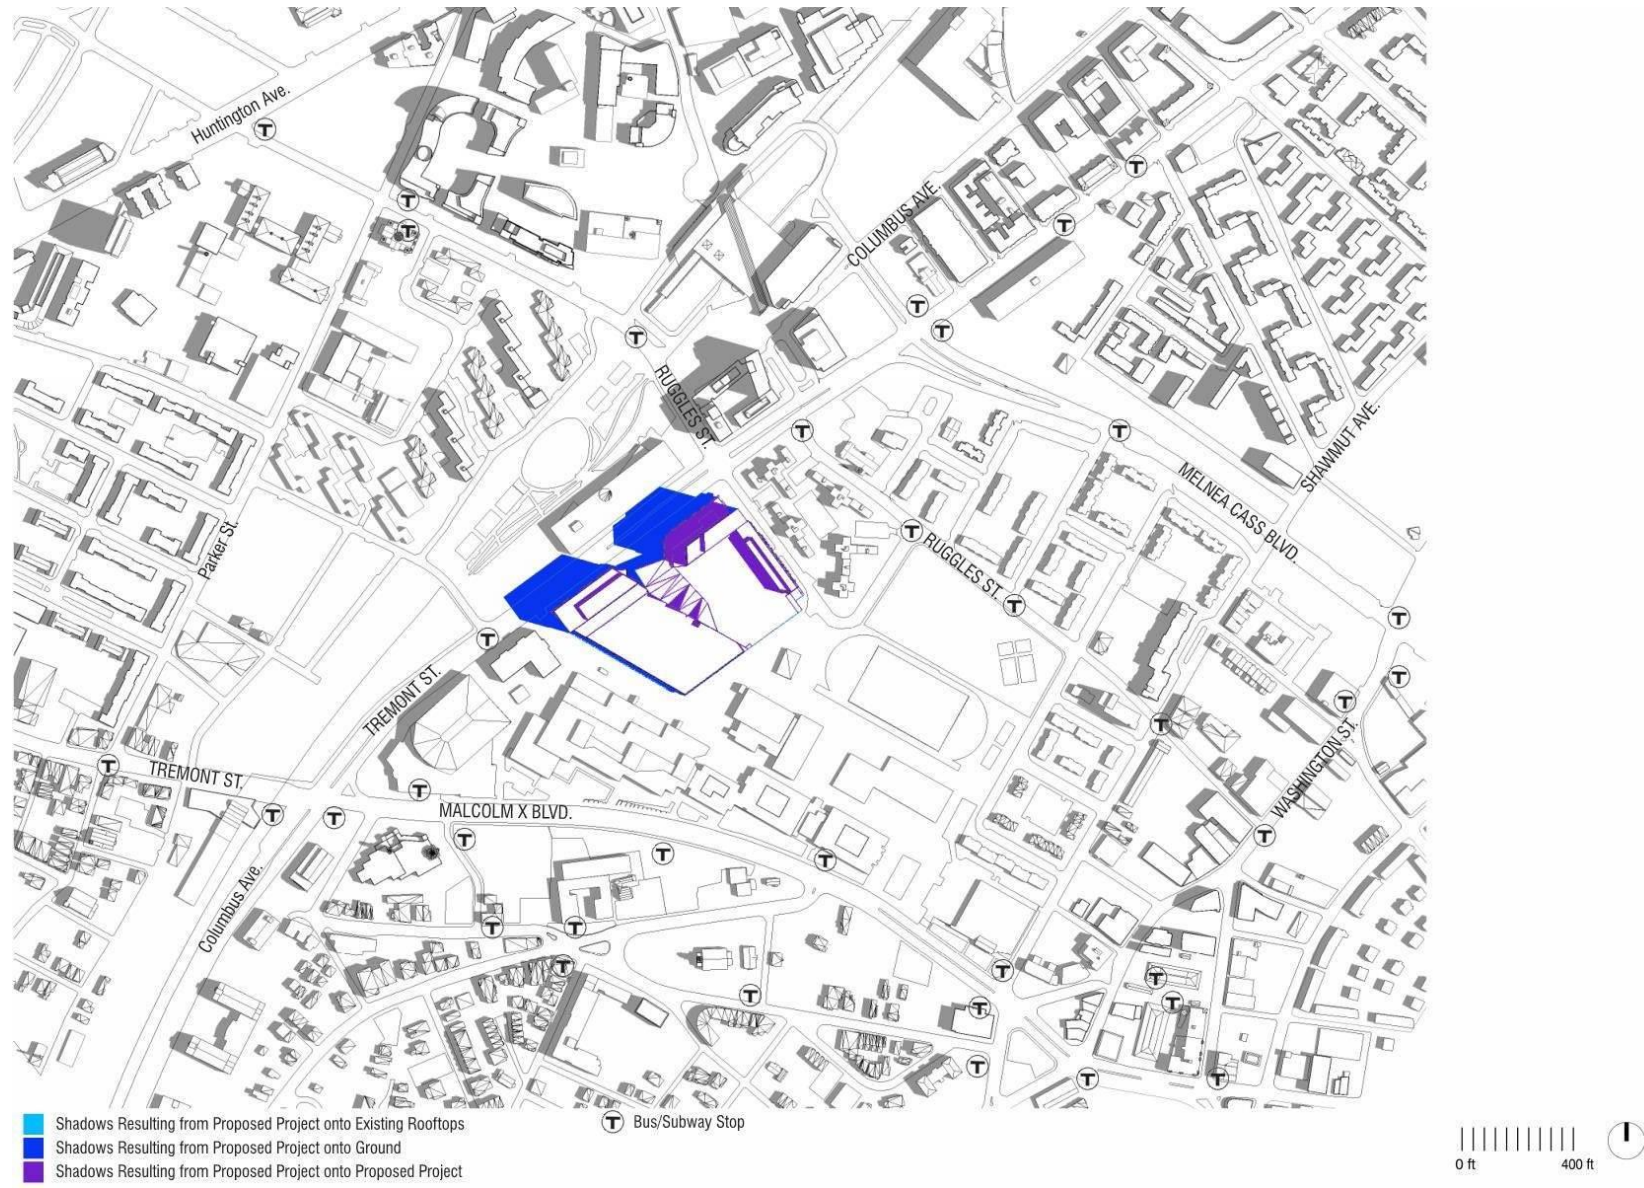 Huntington Ave.
COLUMBUS AVE.
RUGGLES ST.
SHAWMUT AVE.
MELNEA CASS BLVD.
Parker St.
RUGGLES ST.
TREMONT ST.
WASHINGTON ST.
TREMONT ST.
MALCOLM X BLVD.
Columbus Ave.
T Bus/Subway Stop
Shadows Resulting from Proposed Project onto Existing Rooftops
Shadows Resulting from Proposed Project onto Ground
Shadows Resulting from Proposed Project onto Proposed Project
0 ft 400 ft